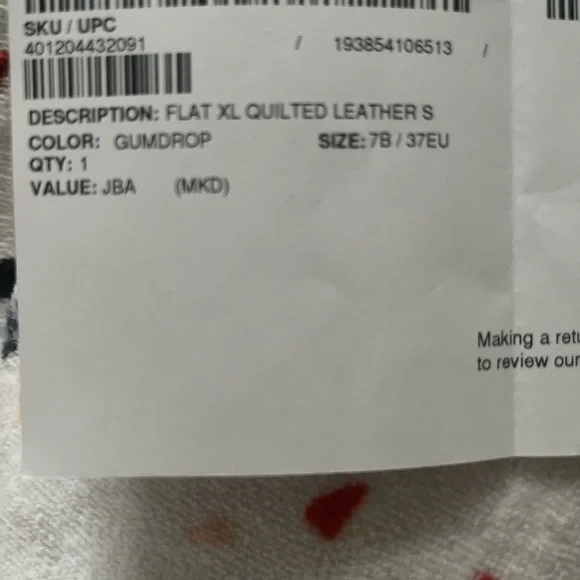 SKU / UPC
401204432091 / 193854106513 /
DESCRIPTION: FLAT XL QUILTED LEATHER S
COLOR: GUMDROP SIZE: 7B / 37EU
QTY: 1
VALUE: JBA (MKD)
Making a retu
to review our